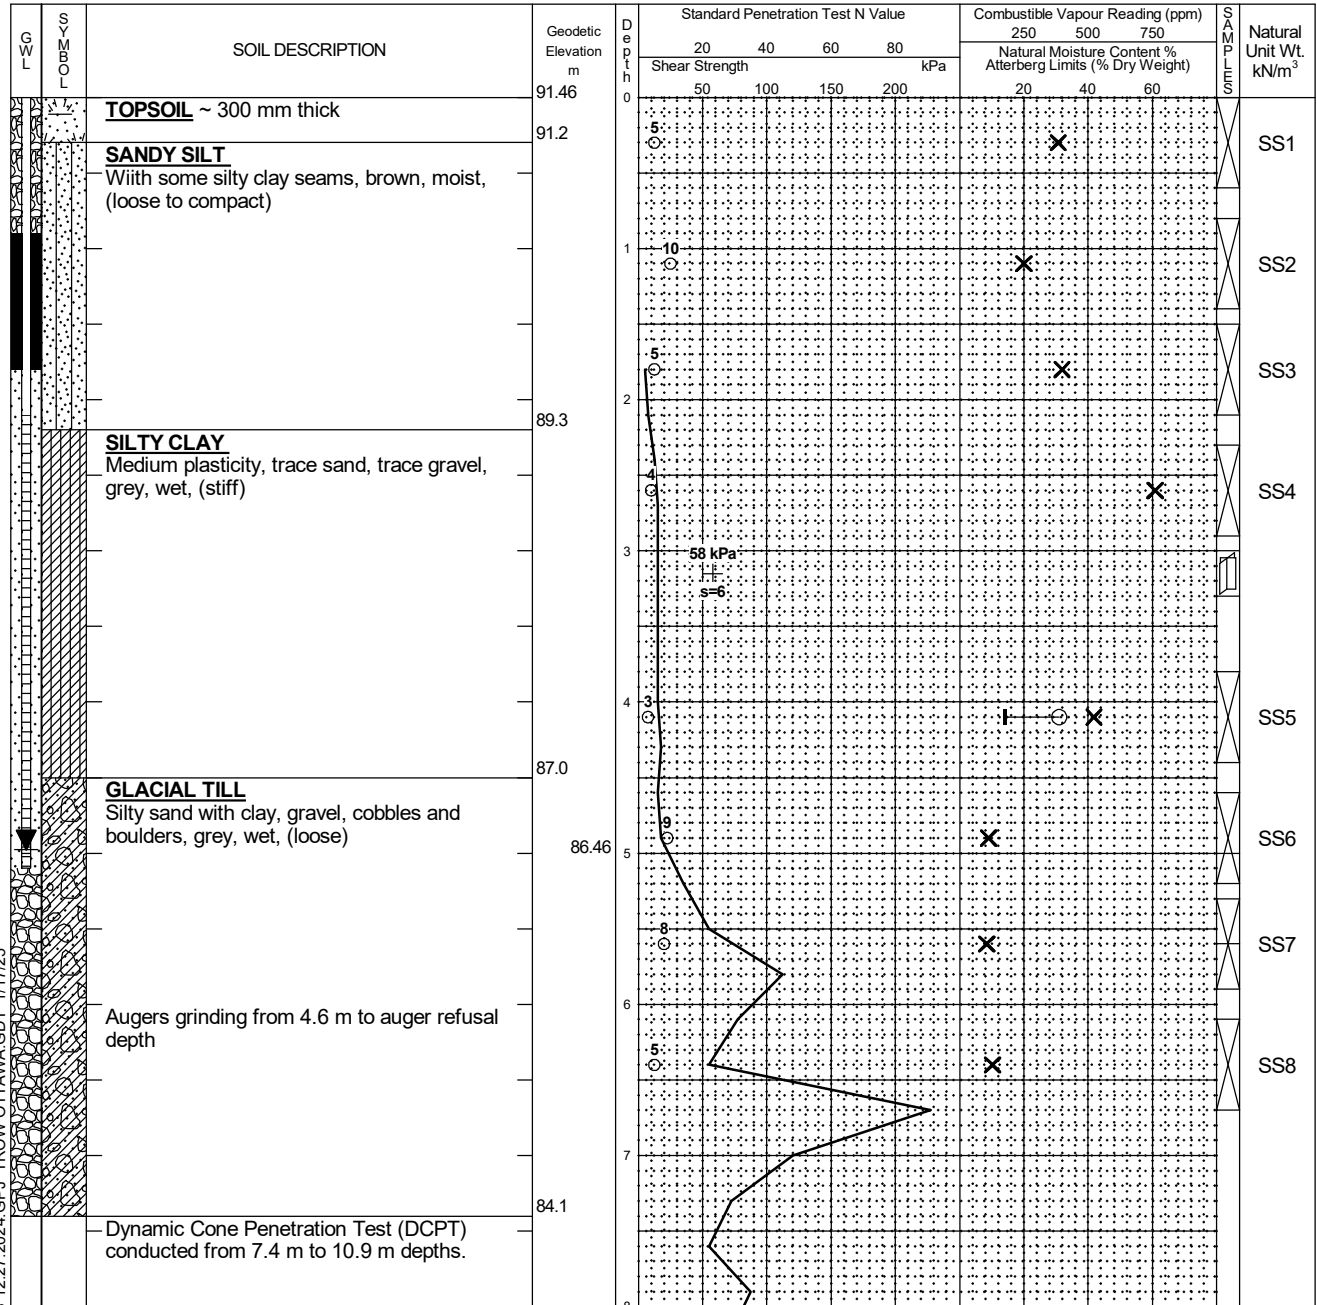 GWL
SYMBOL
SOIL DESCRIPTION
Geodetic
Elevation
m
91.46
Depth
Standard Penetration Test N Value
20 40 60 80
Shear Strength kPa
50 100 150 200
Combustible Vapour Reading (ppm)
250 500 750
Natural Moisture Content %
Atterberg Limits (% Dry Weight)
20 40 60
SAMPLES
Natural
Unit Wt.
kN/m³
0
TOPSOIL ~ 300 mm thick
91.2
5
SS1
SANDY SILT
Wiith some silty clay seams, brown, moist,
(loose to compact)
1
10
SS2
5
SS3
2
89.3
SILTY CLAY
Medium plasticity, trace sand, trace gravel,
grey, wet, (stiff)
4
SS4
3
58 kPa
s=6
4
3
SS5
87.0
GLACIAL TILL
Silty sand with clay, gravel, cobbles and
boulders, grey, wet, (loose)
86.46
9
SS6
5
8
SS7
6
Augers grinding from 4.6 m to auger refusal
depth
5
SS8
7
84.1
Dynamic Cone Penetration Test (DCPT)
conducted from 7.4 m to 10.9 m depths.